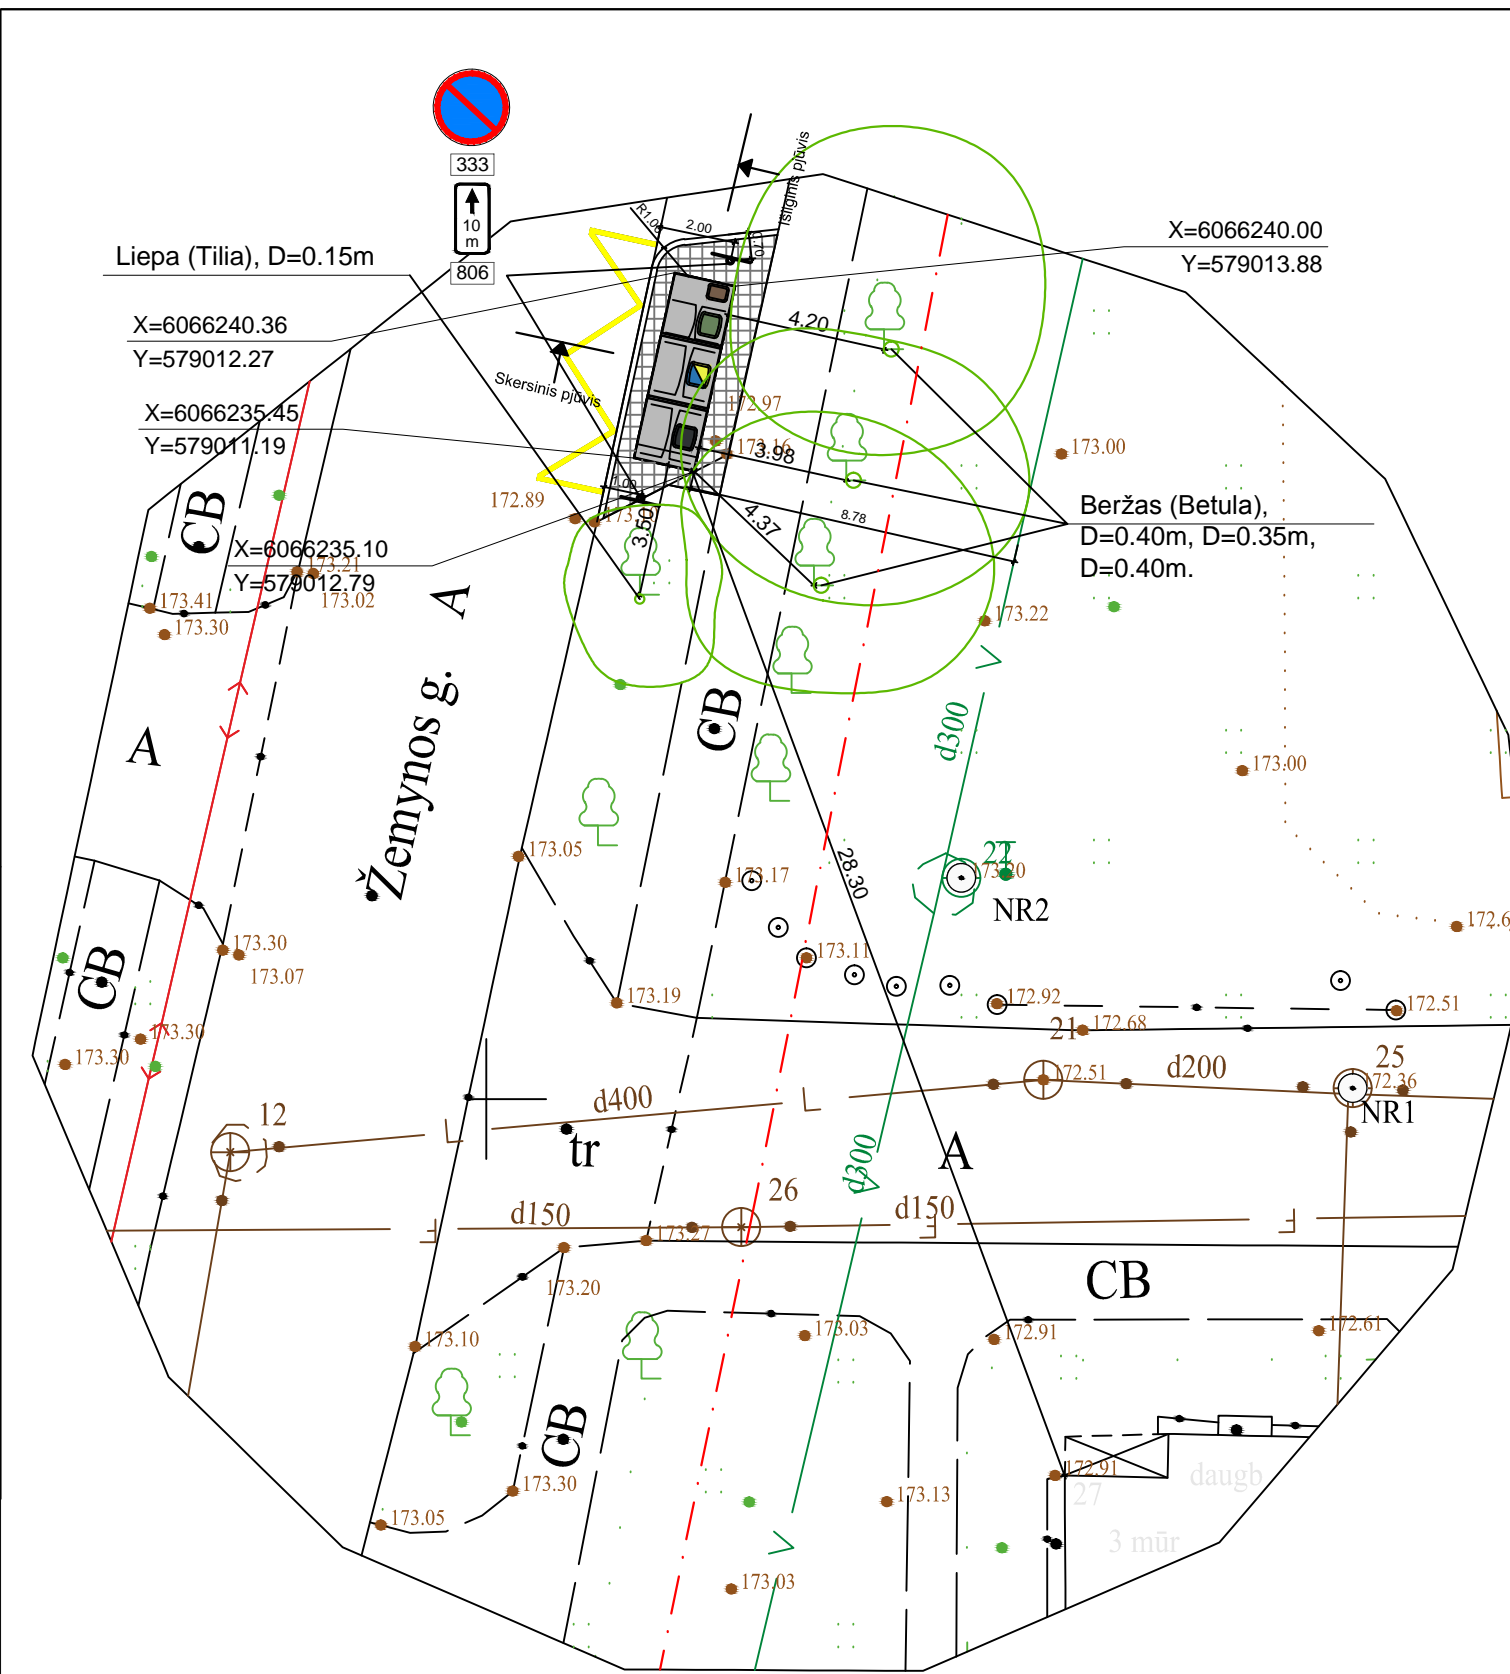 333
10
m
806
Liepa (Tilia), D=0.15m
X=6066240.36
Y=579012.27
X=6066235.45
Y=579011.19
X=6066235.10
Y=579012.79
X=6066240.00
Y=579013.88
Išilginis pjūvis
Skersinis pjūvis
R1.00
2.00
4.20
3.98
4.37
8.78
3.50
1.00
28.30
Beržas (Betula),
D=0.40m, D=0.35m,
D=0.40m.
172.97
172.89
173.00
173.21
173.02
173.41
173.30
173.22
CB
A
A
Žemynos g.
CB
d300
173.00
173.05
173.17
22
173.20
NR2
173.11
173.30
173.07
CB
173.19
172.92
172.51
173.30
173.30
21
172.68
172.51
d200
25
172.36
NR1
d400
12
tr
d300
A
26
d150
d150
173.27
173.20
CB
173.10
173.03
172.91
172.61
CB
173.30
173.05
173.13
172.91
27
daugb
3 mūr
173.03